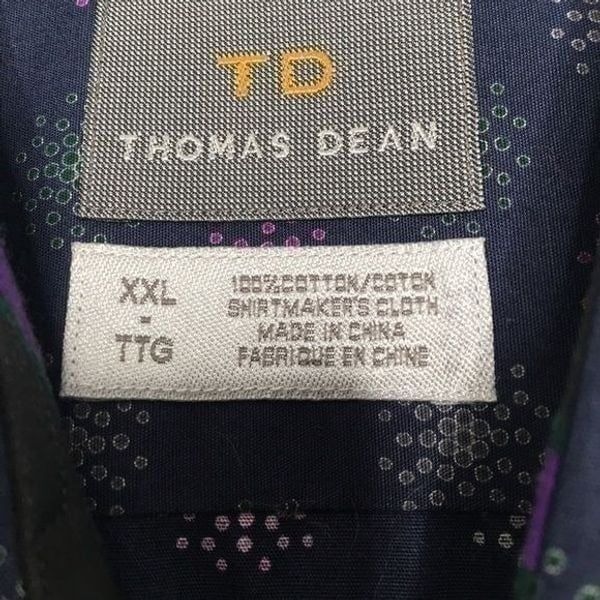 TD
THOMAS DEAN
XXL
-
TTG
100%COTTON/COTON
SHIRTMAKER'S CLOTH
MADE IN CHINA
FABRIQUE EN CHINE